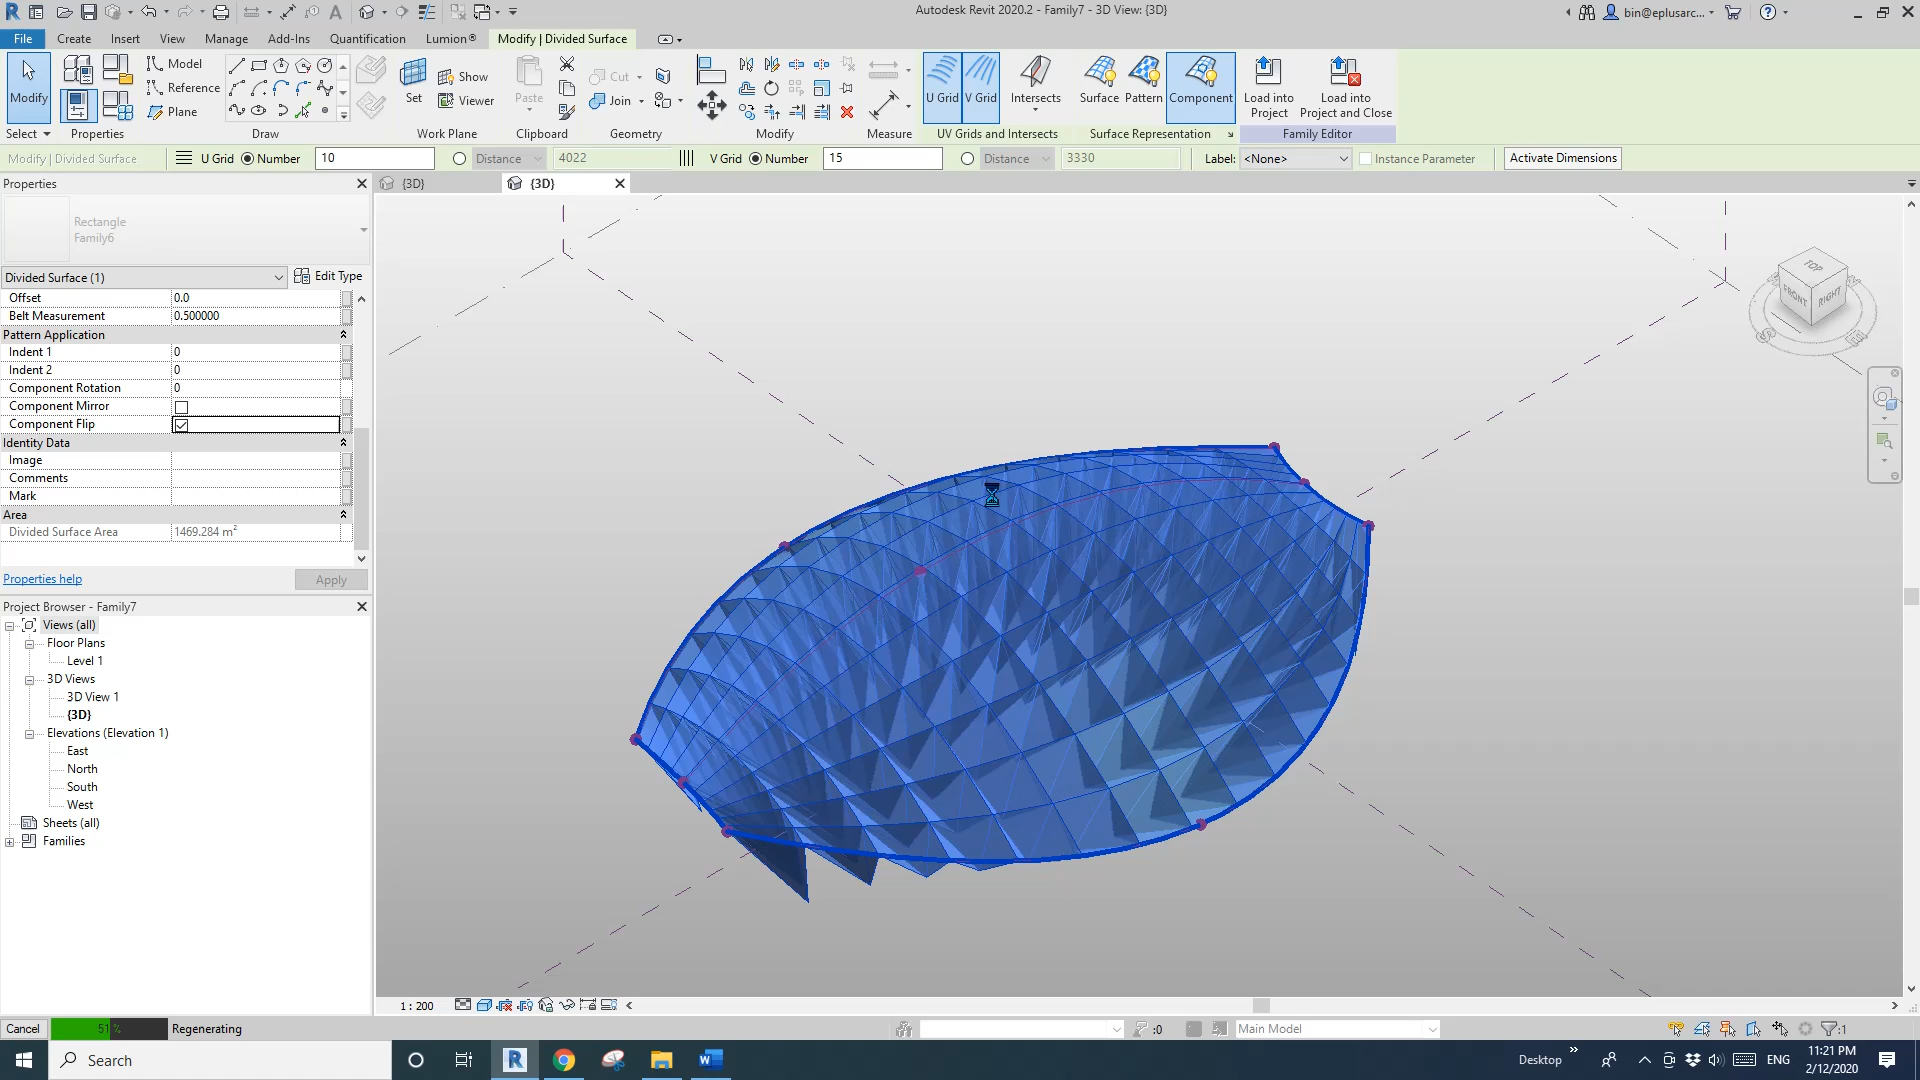 Autodesk Revit 2020.2 - Family7 - 3D View: {3D}
bin@eplusarc...
File Create Insert View Manage Add-Ins Quantification Lumion® Modify | Divided Surface
Modify
Model
Reference
Plane
Set
Show
Viewer
Paste
Cut
Join
U Grid V Grid Intersects
Surface Pattern Component
Load into
Project
Load into
Project and Close
Select Properties Draw Work Plane Clipboard Geometry Modify Measure UV Grids and Intersects Surface Representation Family Editor
Modify | Divided Surface U Grid Number 10 Distance 4022 V Grid Number 15 Distance 3330 Label: <None> Instance Parameter Activate Dimensions
Properties
{3D} {3D}
Rectangle
Family6
Divided Surface (1) Edit Type
Offset 0.0
Belt Measurement 0.500000
Pattern Application
Indent 1 0
Indent 2 0
Component Rotation 0
Component Mirror
Component Flip
Identity Data
Image
Comments
Mark
Area
Divided Surface Area 1469.284 m²
Properties help Apply
Project Browser - Family7
Views (all)
Floor Plans
Level 1
3D Views
3D View 1
{3D}
Elevations (Elevation 1)
East
North
South
West
Sheets (all)
Families
TOP
FRONT
RIGHT
1 : 200
Cancel 51 % Regenerating
:0
Main Model
:1
Search
Desktop
ENG
11:21 PM
2/12/2020